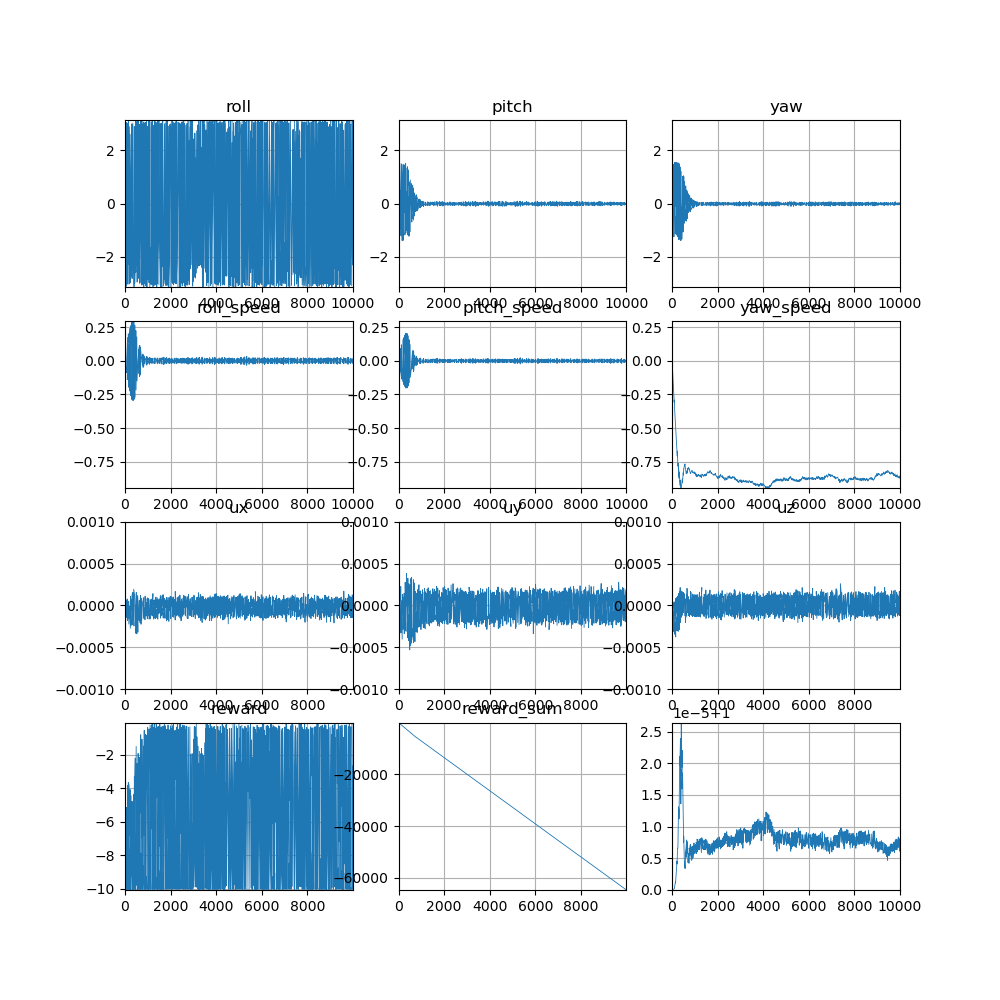 roll pitch yaw
2 2 2
0 0 0
−2 −2 −2
0 2000 4000 6000 8000 10000 0 2000 4000 6000 8000 10000 0 2000 4000 6000 8000 10000
roll_speed pitch_speed yaw_speed
0.25 0.25 0.25
0.00 0.00 0.00
−0.25 −0.25 −0.25
−0.50 −0.50 −0.50
−0.75 −0.75 −0.75
0 2000 4000 6000 8000 10000 0 2000 4000 6000 8000 10000 0 2000 4000 6000 8000 10000
ux uy uz
0.0010 0.0010 0.0010
0.0005 0.0005 0.0005
0.0000 0.0000 0.0000
−0.0005 −0.0005 −0.0005
−0.0010 −0.0010 −0.0010
0 2000 4000 6000 8000 0 2000 4000 6000 8000 0 2000 4000 6000 8000
reward reward_sum 1e−5+1
−2 −20000 2.5
−4 −40000 2.0
−6 −60000 1.5
−8 1.0
−10 0.5
0.0
0 2000 4000 6000 8000 0 2000 4000 6000 8000 0 2000 4000 6000 8000 10000